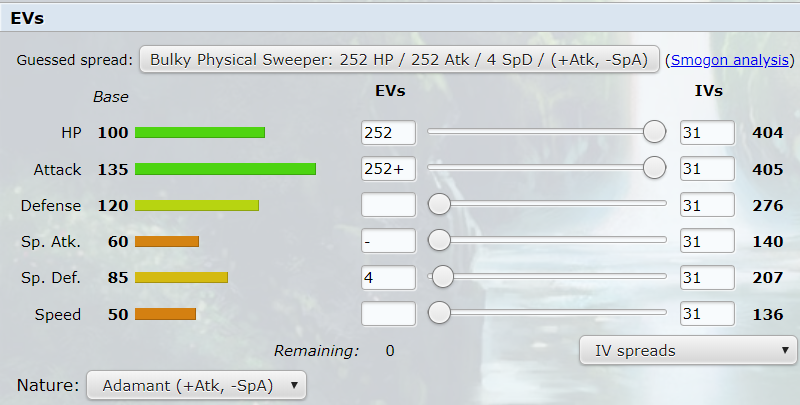 EVs
Guessed spread: Bulky Physical Sweeper: 252 HP / 252 Atk / 4 SpD / (+Atk, -SpA) (Smogon analysis)
Base EVs IVs
HP 100 252 31 404
Attack 135 252+ 31 405
Defense 120 31 276
Sp. Atk. 60 - 31 140
Sp. Def. 85 4 31 207
Speed 50 31 136
Remaining: 0 IV spreads
Nature: Adamant (+Atk, -SpA)